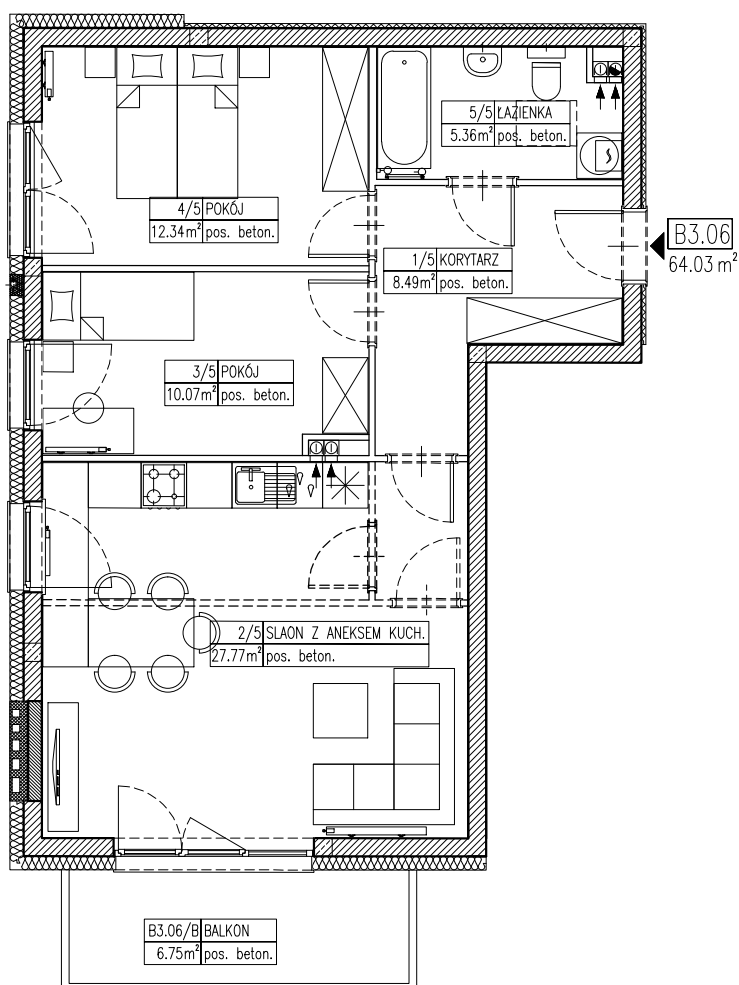 5/5 ŁAZIENKA
5.36m² pos. beton.
4/5 POKÓJ
12.34m² pos. beton.
B3.06
64.03 m²
1/5 KORYTARZ
8.49m² pos. beton.
3/5 POKÓJ
10.07m² pos. beton.
2/5 SLAON Z ANEKSEM KUCH.
27.77m² pos. beton.
B3.06/B BALKON
6.75m² pos. beton.